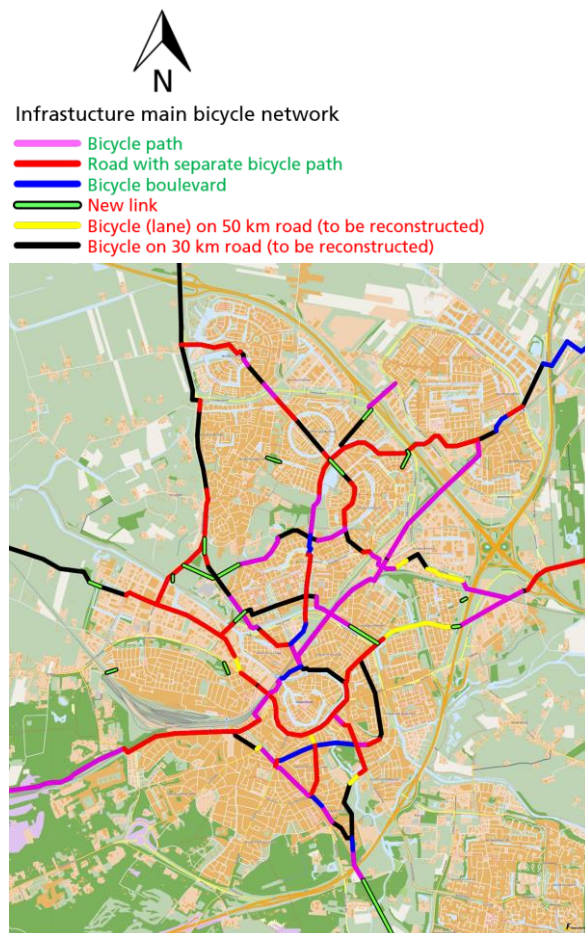 N
Infrastucture main bicycle network
Bicycle path
Road with separate bicycle path
Bicycle boulevard
New link
Bicycle (lane) on 50 km road (to be reconstructed)
Bicycle on 30 km road (to be reconstructed)